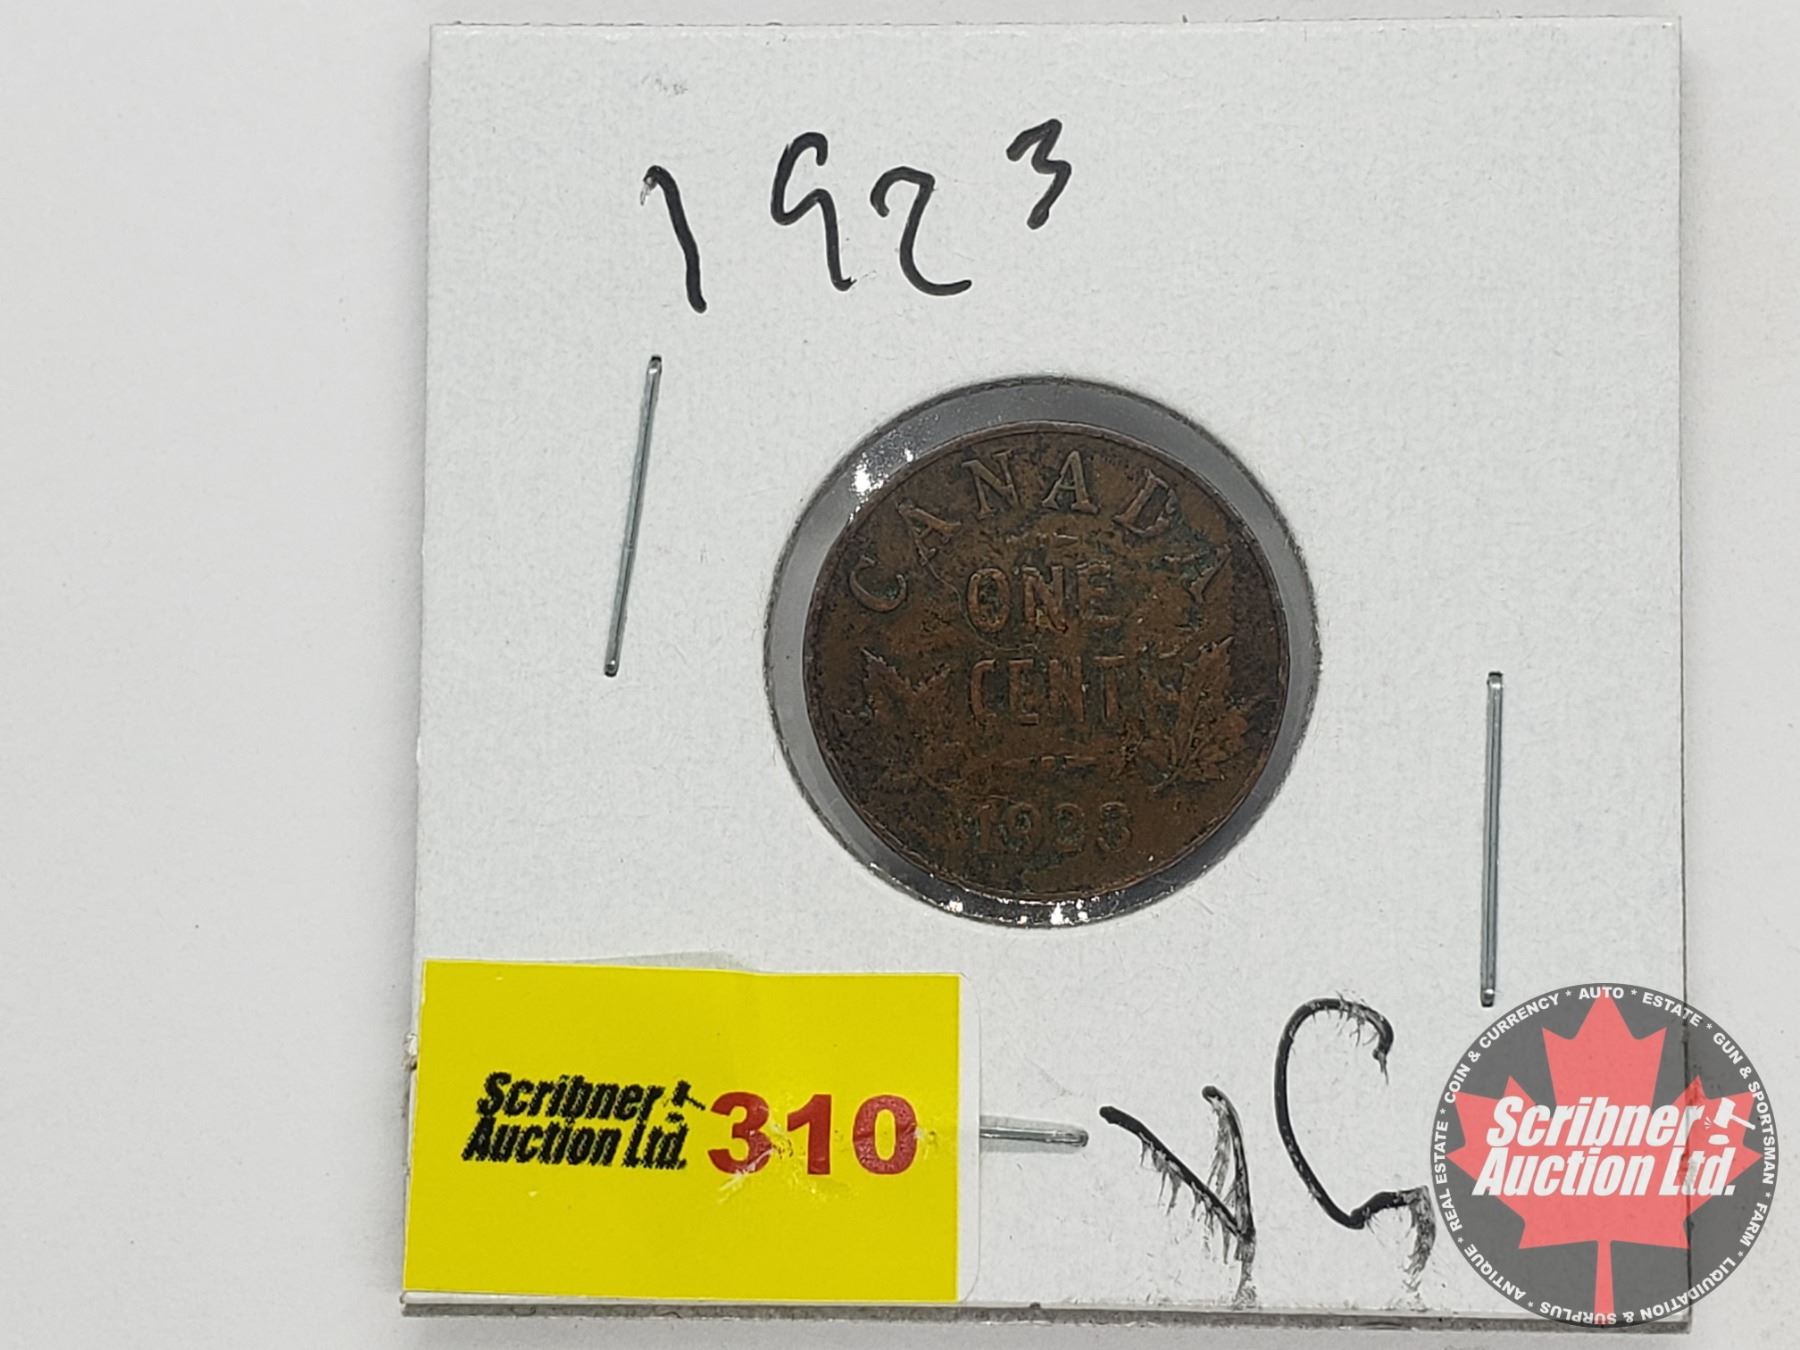 1923
CANADA
ONE
CENT
1923
Scribner
Auction Ltd.
310
VG
REAL ESTATE * COIN & CURRENCY * AUTO * ESTATE * GUN & SPORTSMAN * FARM * LIQUIDATION & SURPLUS * ANTIQUE *
Scribner
Auction Ltd.